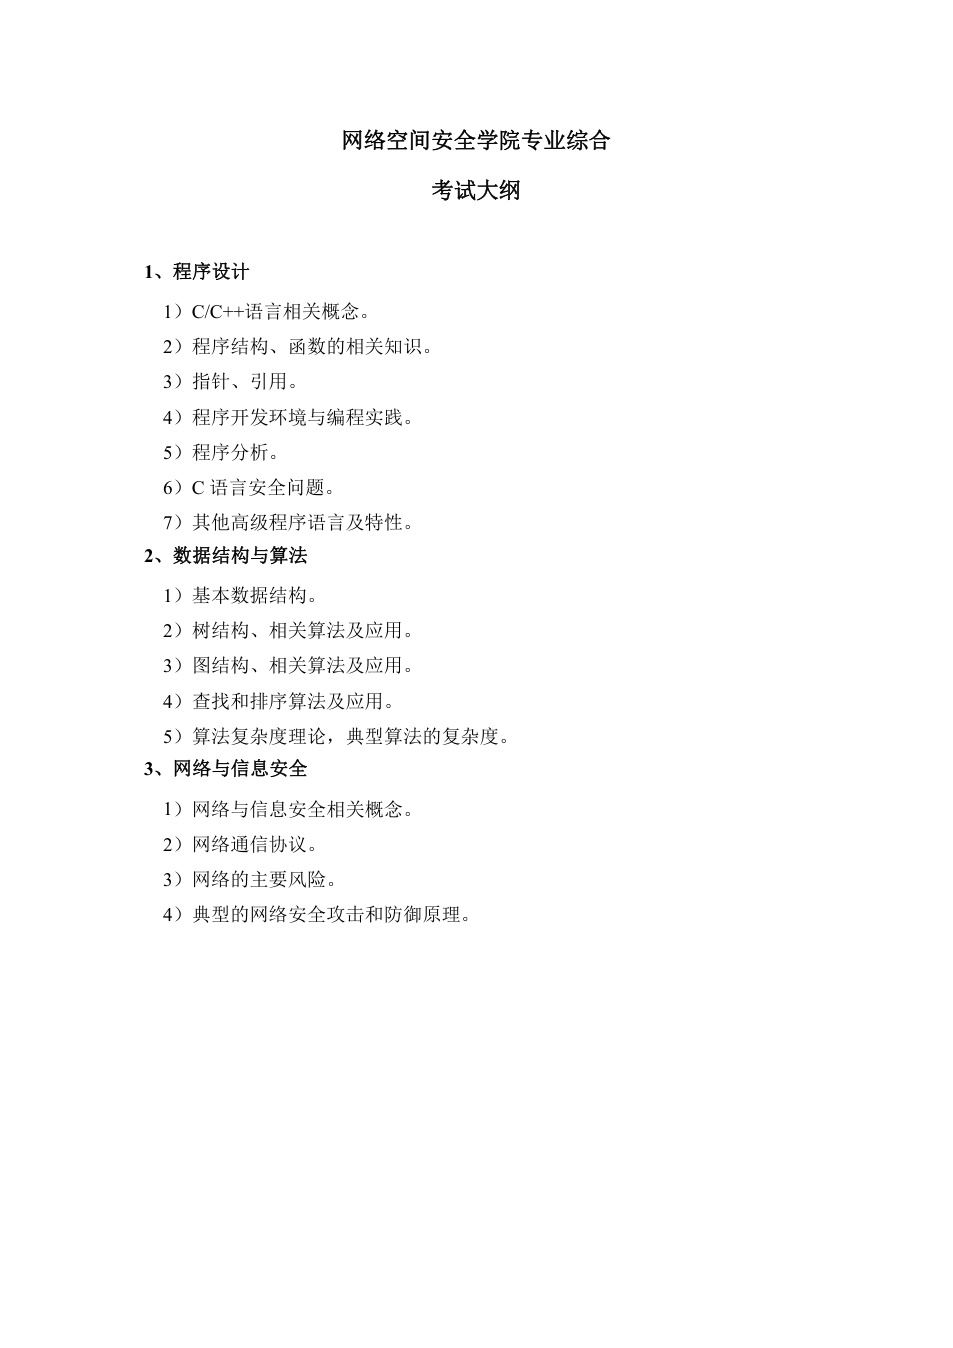 网络空间安全学院专业综合
考试大纲
1、程序设计
1）C/C++语言相关概念。
2）程序结构、函数的相关知识。
3）指针、引用。
4）程序开发环境与编程实践。
5）程序分析。
6）C 语言安全问题。
7）其他高级程序语言及特性。
2、数据结构与算法
1）基本数据结构。
2）树结构、相关算法及应用。
3）图结构、相关算法及应用。
4）查找和排序算法及应用。
5）算法复杂度理论，典型算法的复杂度。
3、网络与信息安全
1）网络与信息安全相关概念。
2）网络通信协议。
3）网络的主要风险。
4）典型的网络安全攻击和防御原理。